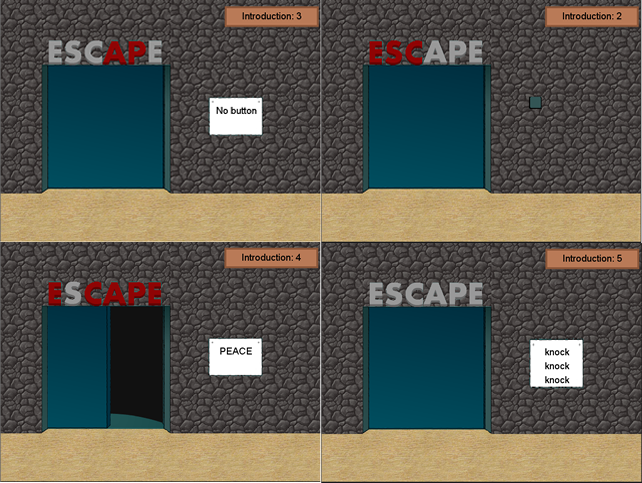 Introduction: 3
ESCAPE
No button
Introduction: 2
ESCAPE
Introduction: 4
ESCAPE
PEACE
Introduction: 5
ESCAPE
knock
knock
knock